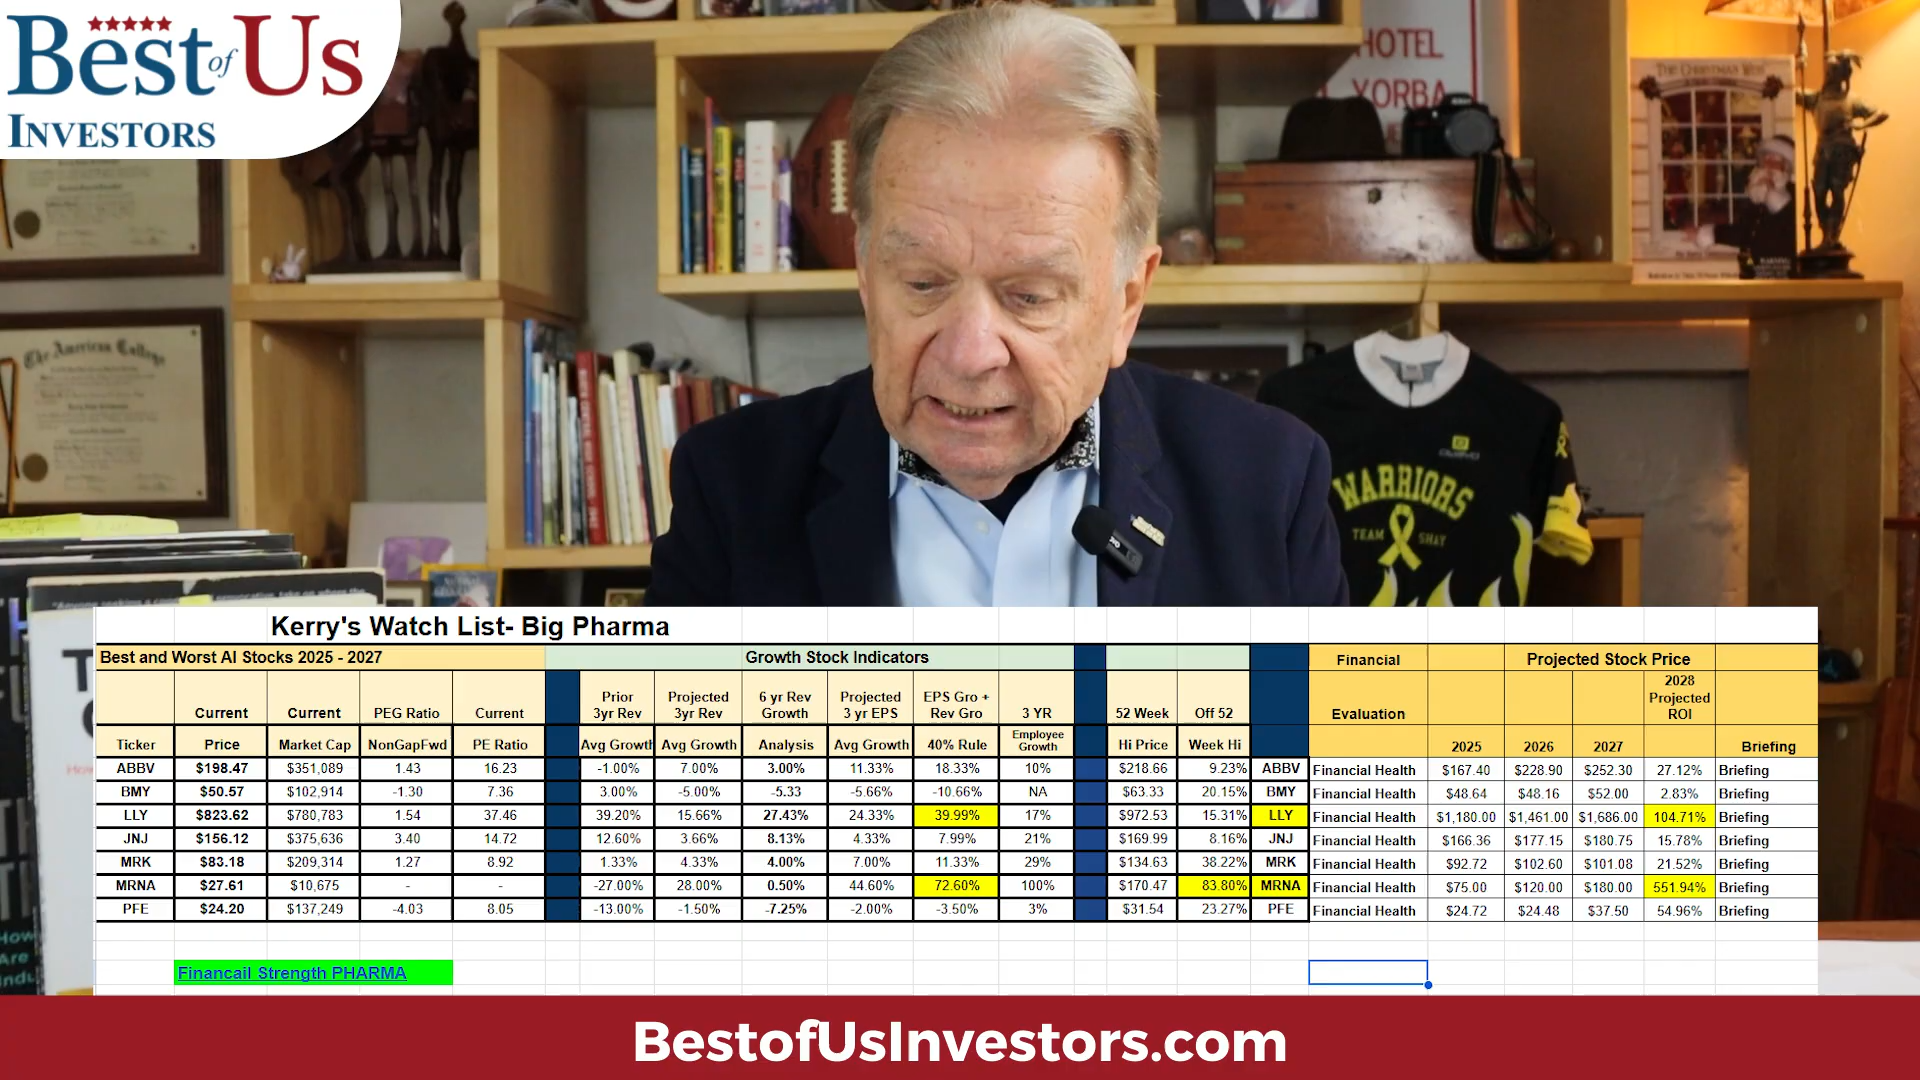 Best of Us
INVESTORS
HOTEL
YORBA
The American College
WARRIORS
TEAM SHAY
Kerry's Watch List- Big Pharma
Best and Worst AI Stocks 2025 - 2027 Growth Stock Indicators Financial Projected Stock Price
Current Current PEG Ratio Current Prior 3yr Rev Projected 3yr Rev 6 yr Rev Growth Projected 3 yr EPS EPS Gro + Rev Gro 3 YR 52 Week Off 52 Evaluation 2028 Projected ROI
Ticker Price Market Cap NonGapFwd PE Ratio Avg Growth Avg Growth Analysis Avg Growth 40% Rule Employee Growth Hi Price Week Hi 2025 2026 2027 Briefing
ABBV $198.47 $351,089 1.43 16.23 -1.00% 7.00% 3.00% 11.33% 18.33% 10% $218.66 9.23% ABBV Financial Health $167.40 $228.90 $252.30 27.12% Briefing
BMY $50.57 $102,914 -1.30 7.36 3.00% -5.00% -5.33 -5.66% -10.66% NA $63.33 20.15% BMY Financial Health $48.64 $48.16 $52.00 2.83% Briefing
LLY $823.62 $780,783 1.54 37.46 39.20% 15.66% 27.43% 24.33% 39.99% 17% $972.53 15.31% LLY Financial Health $1,180.00 $1,461.00 $1,686.00 104.71% Briefing
JNJ $156.12 $375,636 3.40 14.72 12.60% 3.66% 8.13% 4.33% 7.99% 21% $169.99 8.16% JNJ Financial Health $166.36 $177.15 $180.75 15.78% Briefing
MRK $83.18 $209,314 1.27 8.92 1.33% 4.33% 4.00% 7.00% 11.33% 29% $134.63 38.22% MRK Financial Health $92.72 $102.60 $101.08 21.52% Briefing
MRNA $27.61 $10,675 - - -27.00% 28.00% 0.50% 44.60% 72.60% 100% $170.47 83.80% MRNA Financial Health $75.00 $120.00 $180.00 551.94% Briefing
PFE $24.20 $137,249 -4.03 8.05 -13.00% -1.50% -7.25% -2.00% -3.50% 3% $31.54 23.27% PFE Financial Health $24.72 $24.48 $37.50 54.96% Briefing
Financail Strength PHARMA
BestofUsInvestors.com